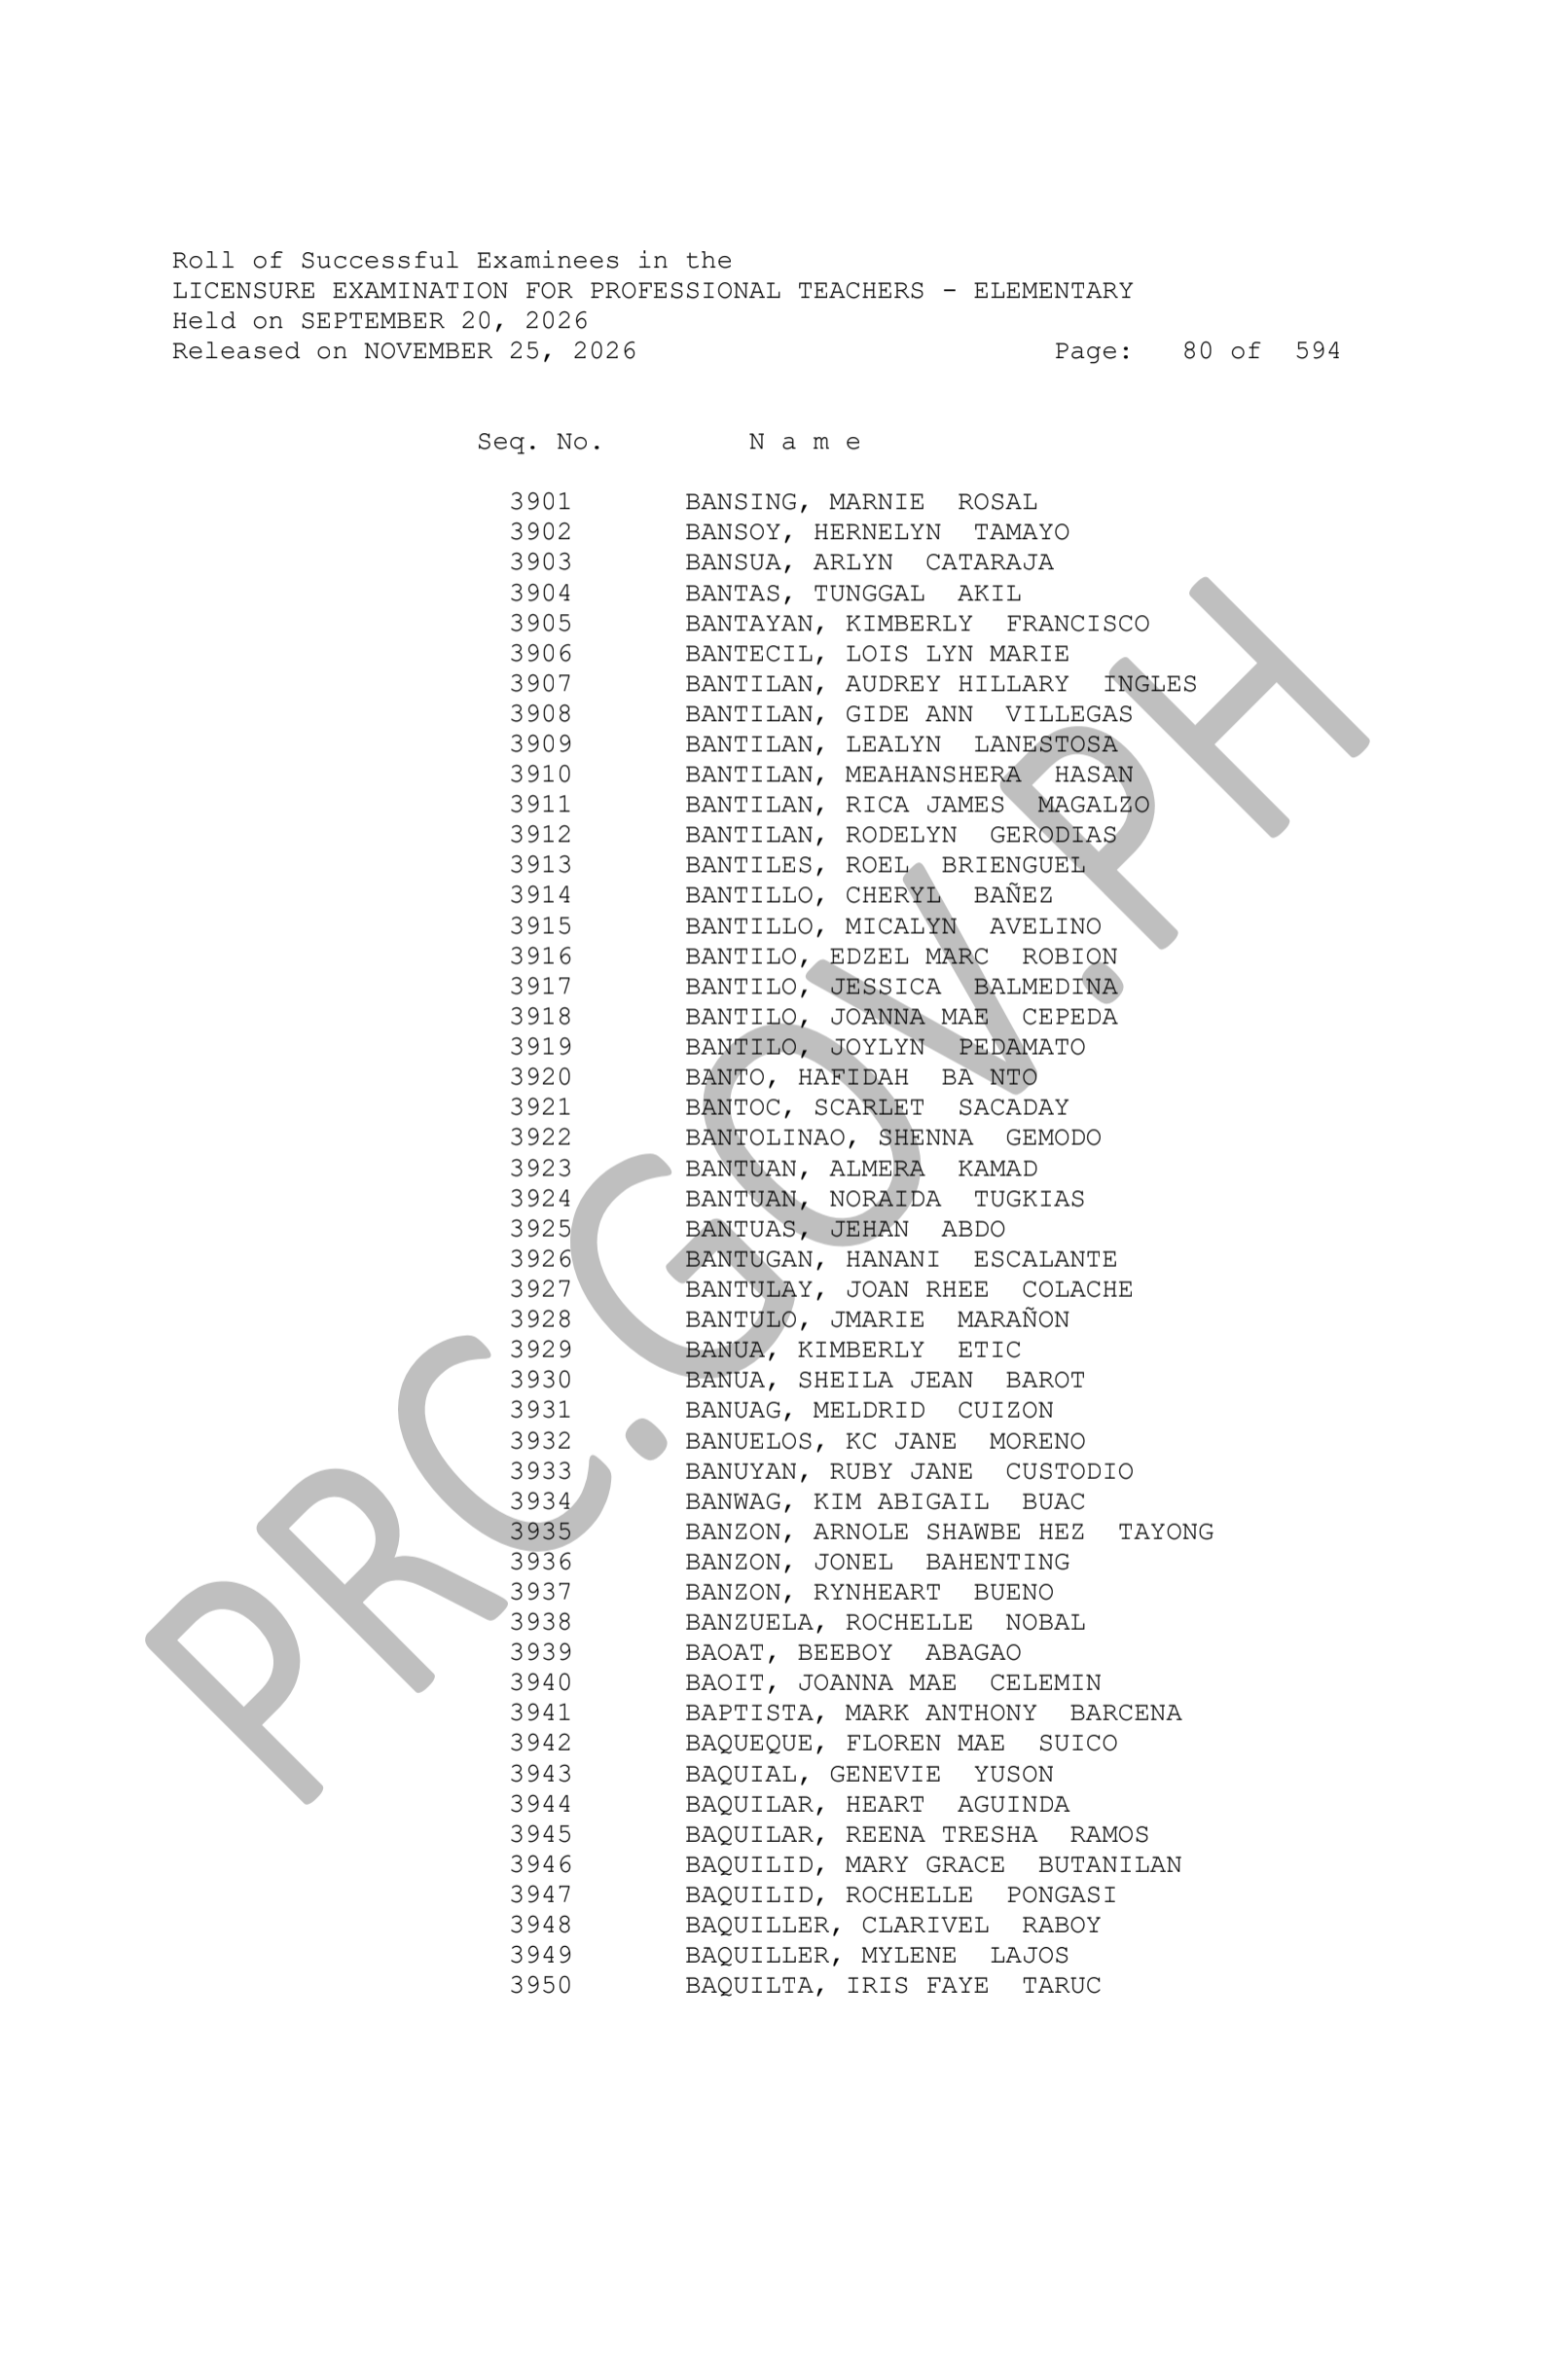 Roll of Successful Examinees in the
LICENSURE EXAMINATION FOR PROFESSIONAL TEACHERS - ELEMENTARY
Held on SEPTEMBER 20, 2026
Released on NOVEMBER 25, 2026 Page: 80 of 594
Seq. No. N a m e
3901 BANSING, MARNIE ROSAL
3902 BANSOY, HERNELYN TAMAYO
3903 BANSUA, ARLYN CATARAJA
3904 BANTAS, TUNGGAL AKIL
3905 BANTAYAN, KIMBERLY FRANCISCO
3906 BANTECIL, LOIS LYN MARIE
3907 BANTILAN, AUDREY HILLARY INGLES
3908 BANTILAN, GIDE ANN VILLEGAS
3909 BANTILAN, LEALYN LANESTOSA
3910 BANTILAN, MEAHANSHERA HASAN
3911 BANTILAN, RICA JAMES MAGALZO
3912 BANTILAN, RODELYN GERODIAS
3913 BANTILES, ROEL BRIENGUEL
3914 BANTILLO, CHERYL BAÑEZ
3915 BANTILLO, MICALYN AVELINO
3916 BANTILO, EDZEL MARC ROBION
3917 BANTILO, JESSICA BALMEDINA
3918 BANTILO, JOANNA MAE CEPEDA
3919 BANTILO, JOYLYN PEDAMATO
3920 BANTO, HAFIDAH BA NTO
3921 BANTOC, SCARLET SACADAY
3922 BANTOLINAO, SHENNA GEMODO
3923 BANTUAN, ALMERA KAMAD
3924 BANTUAN, NORAIDA TUGKIAS
3925 BANTUAS, JEHAN ABDO
3926 BANTUGAN, HANANI ESCALANTE
3927 BANTULAY, JOAN RHEE COLACHE
3928 BANTULO, JMARIE MARAÑON
3929 BANUA, KIMBERLY ETIC
3930 BANUA, SHEILA JEAN BAROT
3931 BANUAG, MELDRID CUIZON
3932 BANUELOS, KC JANE MORENO
3933 BANUYAN, RUBY JANE CUSTODIO
3934 BANWAG, KIM ABIGAIL BUAC
3935 BANZON, ARNOLE SHAWBE HEZ TAYONG
3936 BANZON, JONEL BAHENTING
3937 BANZON, RYNHEART BUENO
3938 BANZUELA, ROCHELLE NOBAL
3939 BAOAT, BEEBOY ABAGAO
3940 BAOIT, JOANNA MAE CELEMIN
3941 BAPTISTA, MARK ANTHONY BARCENA
3942 BAQUEQUE, FLOREN MAE SUICO
3943 BAQUIAL, GENEVIE YUSON
3944 BAQUILAR, HEART AGUINDA
3945 BAQUILAR, REENA TRESHA RAMOS
3946 BAQUILID, MARY GRACE BUTANILAN
3947 BAQUILID, ROCHELLE PONGASI
3948 BAQUILLER, CLARIVEL RABOY
3949 BAQUILLER, MYLENE LAJOS
3950 BAQUILTA, IRIS FAYE TARUC
PRC.GOV.PH